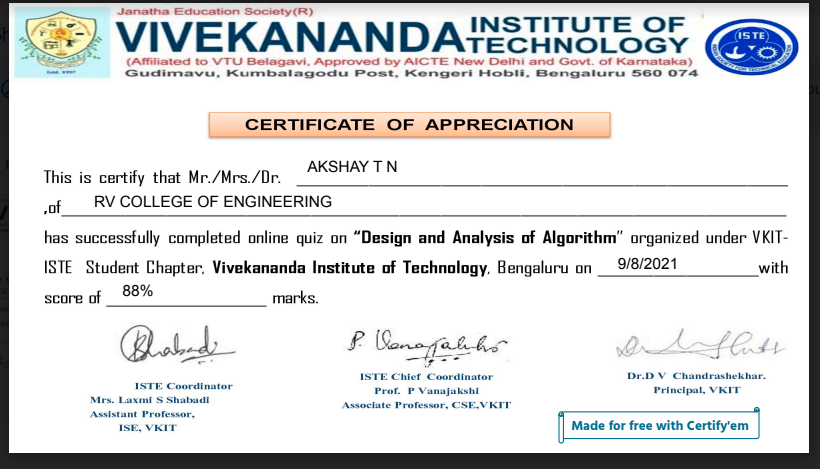 Janatha Education Society(R)
VIVEKANANDA INSTITUTE OF TECHNOLOGY
(Affiliated to VTU Belagavi, Approved by AICTE New Delhi and Govt. of Karnataka)
Gudimavu, Kumbalagodu Post, Kengeri Hobli, Bengaluru 560 074
Estd. 1997
ISTE
CERTIFICATE OF APPRECIATION
This is certify that Mr./Mrs./Dr. AKSHAY T N
,of RV COLLEGE OF ENGINEERING
has successfully completed online quiz on “Design and Analysis of Algorithm” organized under VKIT-
ISTE Student Chapter, Vivekananda Institute of Technology, Bengaluru on 9/8/2021 with
score of 88% marks.
Shabadi
P. Vanajakshi
ISTE Coordinator
Mrs. Laxmi S Shabadi
Assistant Professor,
ISE, VKIT
ISTE Chief Coordinator
Prof. P Vanajakshi
Associate Professor, CSE,VKIT
Dr.D V Chandrashekhar.
Principal, VKIT
Made for free with Certify'em